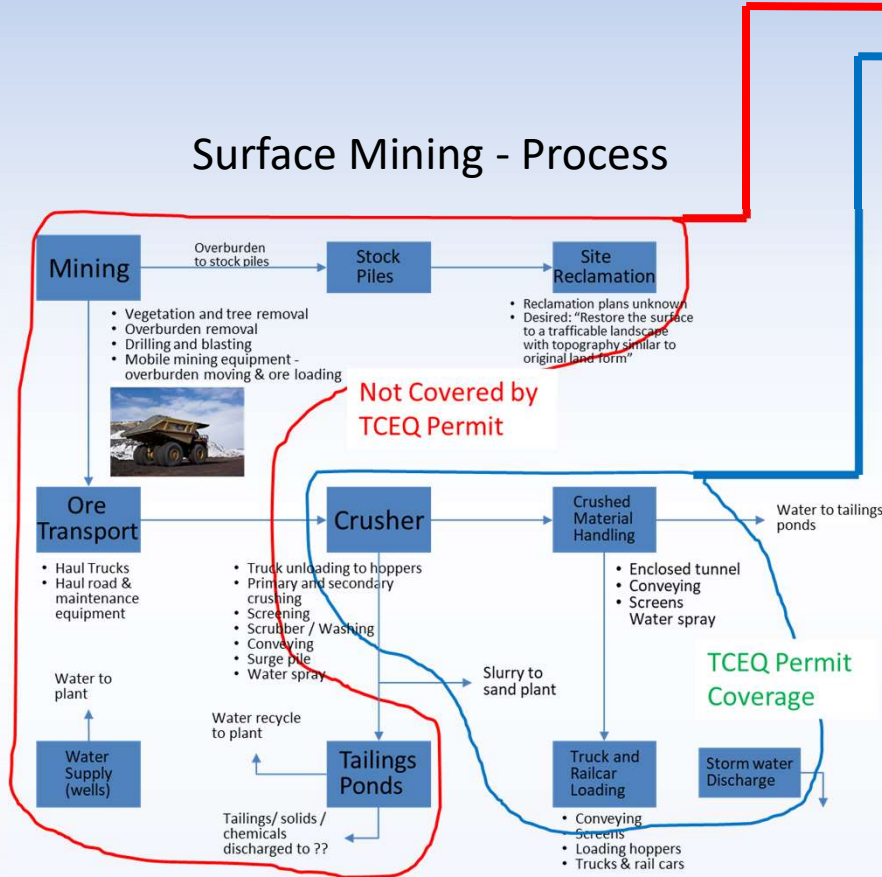 Surface Mining - Process
Mining
Overburden
to stock piles
Stock
Piles
Site
Reclamation
• Vegetation and tree removal
• Overburden removal
• Drilling and blasting
• Mobile mining equipment -
overburden moving & ore loading
• Reclamation plans unknown
• Desired: “Restore the surface
to a trafficable landscape
with topography similar to
original land form”
Not Covered by
TCEQ Permit
Ore
Transport
• Haul Trucks
• Haul road &
maintenance
equipment
Crusher
• Truck unloading to hoppers
• Primary and secondary
crushing
• Screening
• Scrubber / Washing
• Conveying
• Surge pile
• Water spray
Crushed
Material
Handling
Water to tailings
ponds
• Enclosed tunnel
• Conveying
• Screens
Water spray
TCEQ Permit
Coverage
Slurry to
sand plant
Water to
plant
Water recycle
to plant
Water
Supply
(wells)
Tailings
Ponds
Truck and
Railcar
Loading
Storm water
Discharge
Tailings/ solids /
chemicals
discharged to ??
• Conveying
• Screens
• Loading hoppers
• Trucks & rail cars